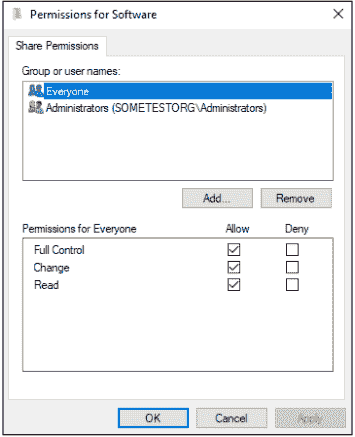 Permissions for Software
Share Permissions
Group or user names:
Everyone
Administrators (SOMETESTORG\Administrators)
Add... Remove
Permissions for Everyone Allow Deny
Full Control
Change
Read
OK Cancel Apply